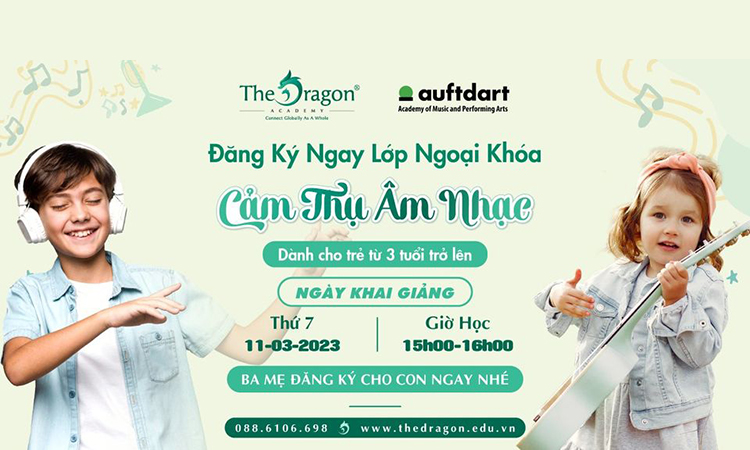 The Dragon®
ACADEMY
Connect Globally As A Whole
auftdart
Academy of Music and Performing Arts
Đăng Ký Ngay Lớp Ngoại Khóa
Cảm Thụ Âm Nhạc
Dành cho trẻ từ 3 tuổi trở lên
NGÀY KHAI GIẢNG
Thứ 7
11-03-2023
Giờ Học
15h00-16h00
BA MẸ ĐĂNG KÝ CHO CON NGAY NHÉ
088.6106.698 www.thedragon.edu.vn